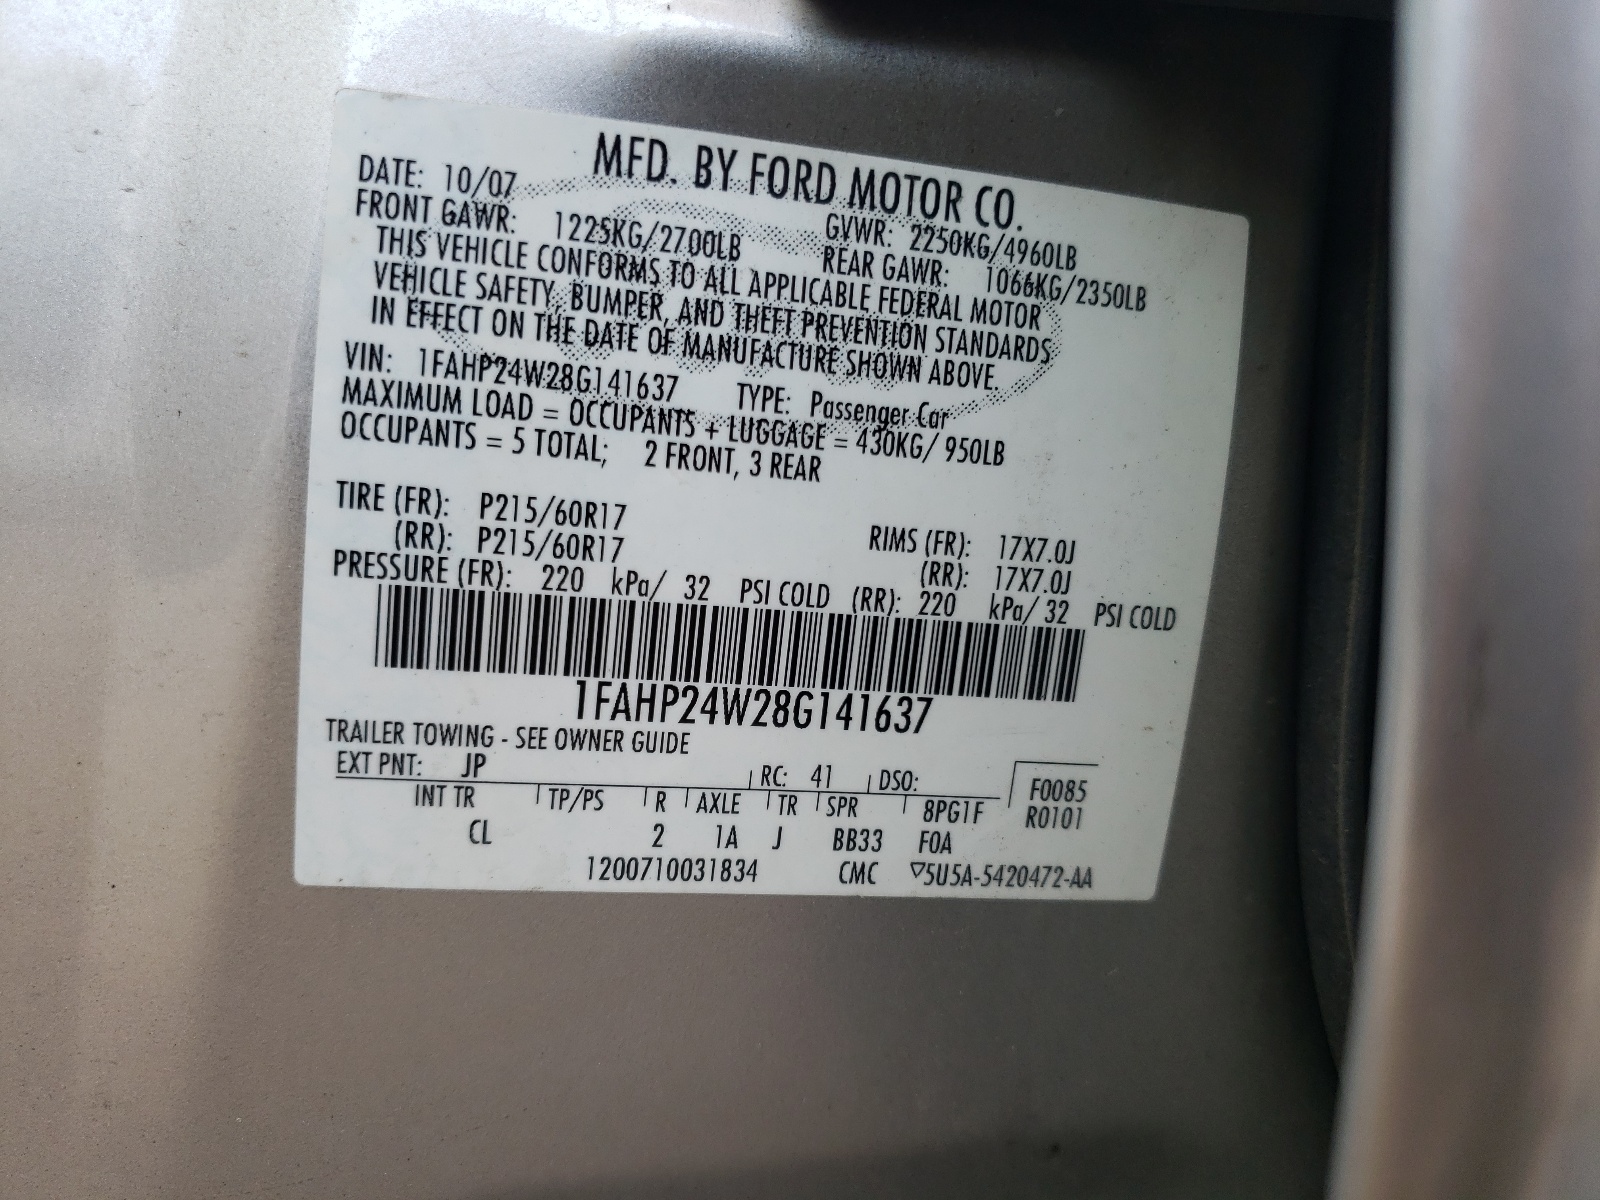 MFD. BY FORD MOTOR CO.
DATE: 10/07 GVWR: 2250KG/4960LB
FRONT GAWR: 1225KG/2700LB REAR GAWR: 1066KG/2350LB
THIS VEHICLE CONFORMS TO ALL APPLICABLE FEDERAL MOTOR
VEHICLE SAFETY, BUMPER, AND THEFT PREVENTION STANDARDS
IN EFFECT ON THE DATE OF MANUFACTURE SHOWN ABOVE.
VIN: 1FAHP24W28G141637 TYPE: Passenger Car
MAXIMUM LOAD = OCCUPANTS + LUGGAGE = 430KG/ 950LB
OCCUPANTS = 5 TOTAL; 2 FRONT, 3 REAR
TIRE (FR): P215/60R17 RIMS (FR): 17X7.0J
(RR): P215/60R17 (RR): 17X7.0J
PRESSURE (FR): 220 kPa/ 32 PSI COLD (RR): 220 kPa/ 32 PSI COLD
1FAHP24W28G141637
TRAILER TOWING - SEE OWNER GUIDE
EXT PNT: JP RC: 41 DSO: F0085
INT TR TP/PS R AXLE TR SPR 8PG1F R0101
CL 2 1A J BB33 F0A
1200710031834 CMC ▽5U5A-5420472-AA